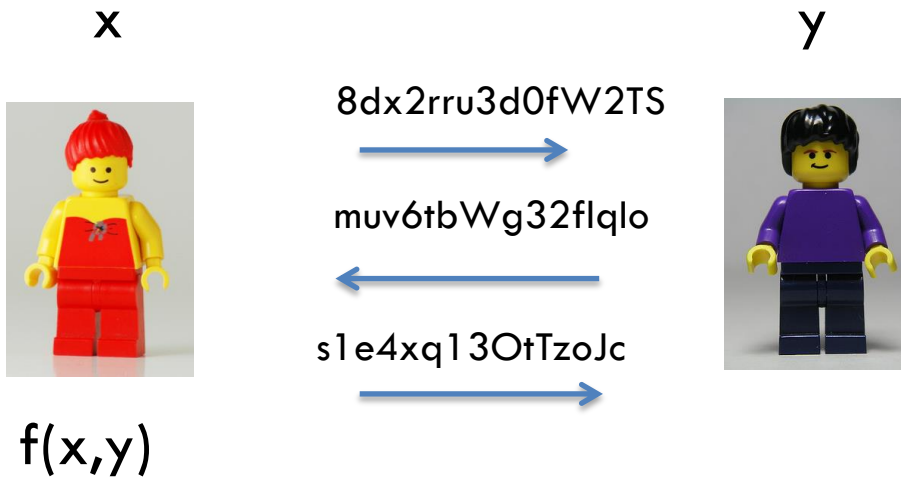 x
y
8dx2rru3d0fW2TS
muv6tbWg32flqlo
s1e4xq13OtTzoJc
f(x,y)